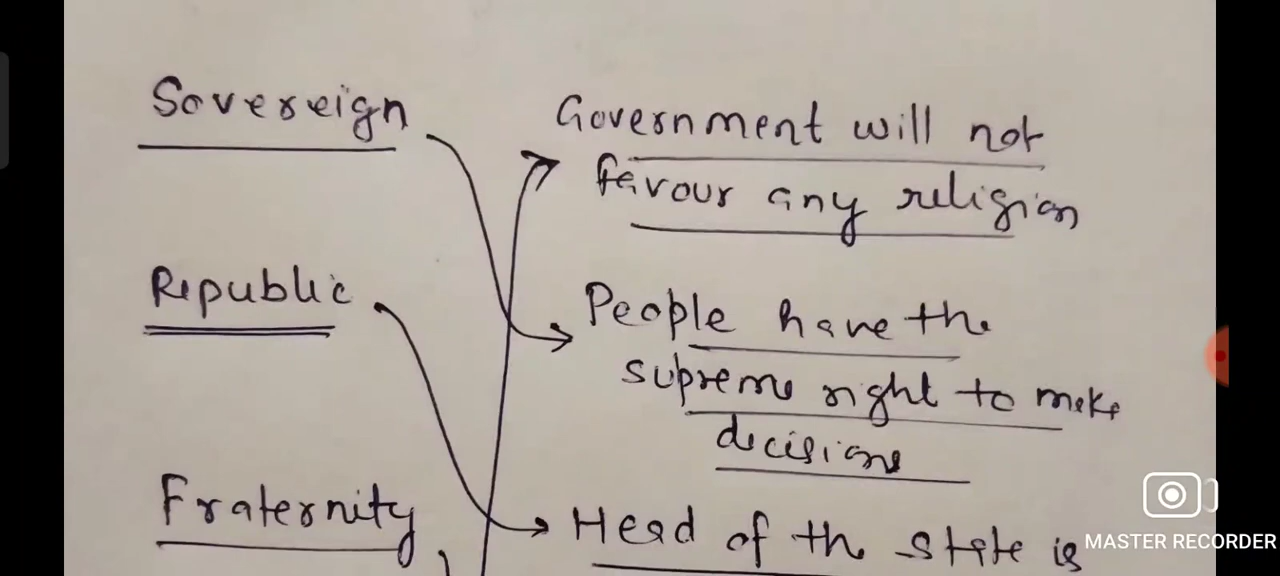 Sovereign
Government will not
favour any religion
Republic
People have the
supreme right to make
decisions
Fraternity
Head of the state is
MASTER RECORDER